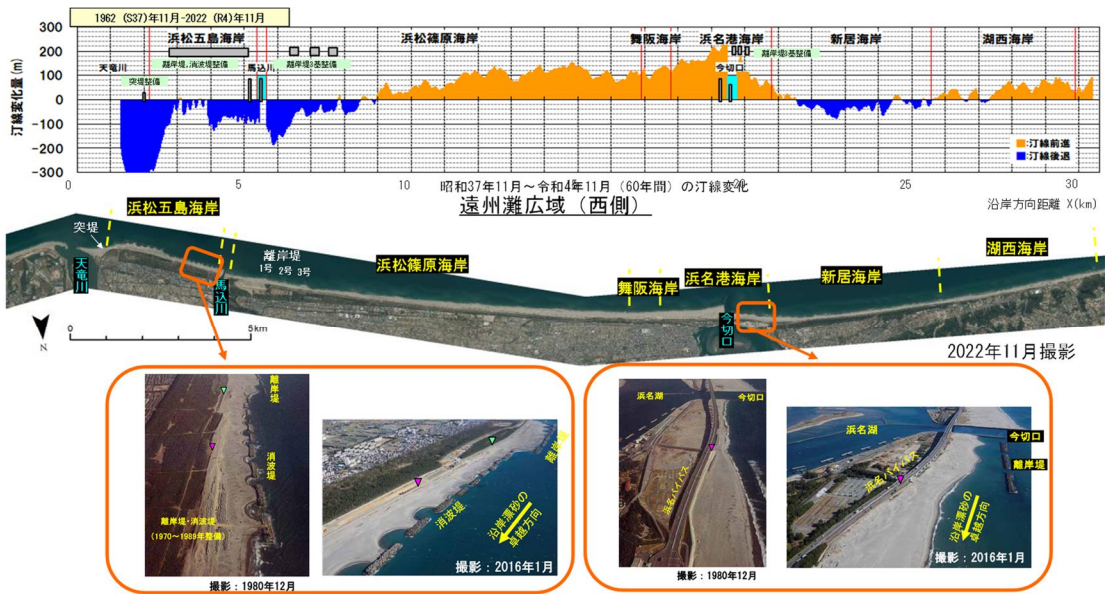 1962 (S37)年11月-2022 (R4)年11月
汀線変化量(m)
300
200
100
0
-100
-200
-300
天竜川
浜松五島海岸
馬込川
浜松篠原海岸
舞阪海岸
浜名港海岸
今切口
新居海岸
湖西海岸
突堤整備
離岸堤,消波堤整備
離岸堤3基整備
離岸堤3基整備
■:汀線前進
■:汀線後退
0 5 10 15 20 25 30
昭和37年11月~令和4年11月(60年間)の汀線変化
沿岸方向距離 X(km)
遠州灘広域(西側)
浜松五島海岸
突堤
天竜川
馬込川
離岸堤
1号 2号 3号
浜松篠原海岸
舞阪海岸
浜名港海岸
今切口
新居海岸
湖西海岸
N
0 5km
2022年11月撮影
離岸堤
消波堤
離岸堤・消波堤
(1970~1989年整備)
撮影:1980年12月
離岸堤
消波堤
沿岸漂砂の
卓越方向
撮影:2016年1月
浜名湖
今切口
浜名バイパス
撮影:1980年12月
浜名湖
今切口
離岸堤
浜名バイパス
沿岸漂砂の
卓越方向
撮影:2016年1月